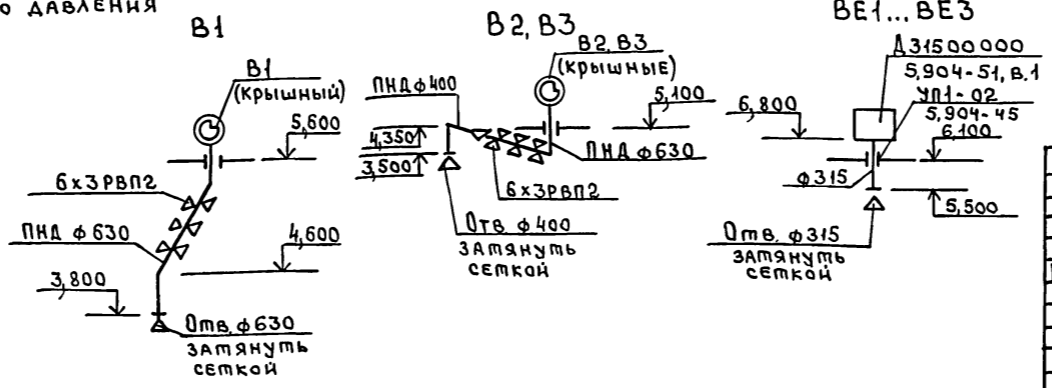 о давления
В1
В1
(крышный)
5,600
6х3РВП2
ПНД ф630
4,600
3,800
Отв. ф630
затянуть
сеткой
В2, В3
В2, В3
(крышные)
ПНД ф400
5,100
4,350
3,500
ПНД ф630
6х3РВП2
Отв. ф400
затянуть
сеткой
ВЕ1... ВЕ3
Д31500000
5,904-51, в.1
УП1-02
5,904-45
6,800
6,100
ф315
5,500
Отв. ф315
затянуть
сеткой